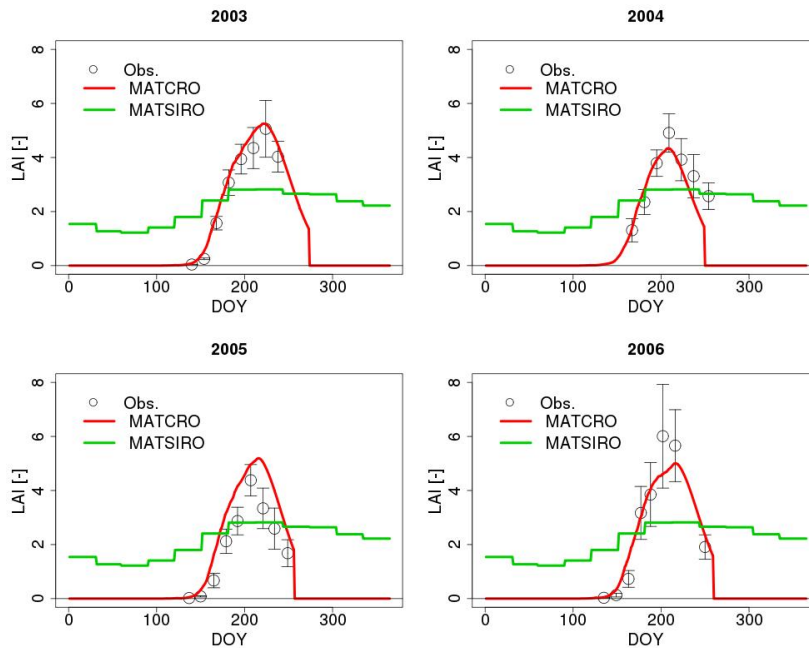 2003
8
6
4
2
0
LAI [-]
Obs.
MATCRO
MATSIRO
0 100 200 300
DOY
2004
8
6
4
2
0
LAI [-]
Obs.
MATCRO
MATSIRO
0 100 200 300
DOY
2005
8
6
4
2
0
LAI [-]
Obs.
MATCRO
MATSIRO
0 100 200 300
DOY
2006
8
6
4
2
0
LAI [-]
Obs.
MATCRO
MATSIRO
0 100 200 300
DOY